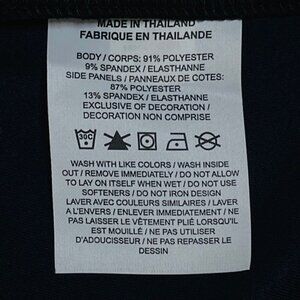 MADE IN THAILAND
FABRIQUE EN THAILANDE
BODY / CORPS: 91% POLYESTER
9% SPANDEX / ELASTHANNE
SIDE PANELS / PANNEAUX DE COTES:
87% POLYESTER
13% SPANDEX / ELASTHANNE
EXCLUSIVE OF DECORATION /
DECORATION NON COMPRISE
30C
WASH WITH LIKE COLORS / WASH INSIDE
OUT / REMOVE IMMEDIATELY / DO NOT ALLOW
TO LAY ON ITSELF WHEN WET / DO NOT USE
SOFTENERS / DO NOT IRON DESIGN
LAVER AVEC COULEURS SIMILAIRES / LAVER
A L'ENVERS / ENLEVER IMMEDIATEMENT / NE
PAS LAISSER LE VÊTEMENT PLIÉ LORSQU'IL
EST MOUILLÉ / NE PAS UTILISER
D'ADOUCISSEUR / NE PAS REPASSER LE
DESSIN